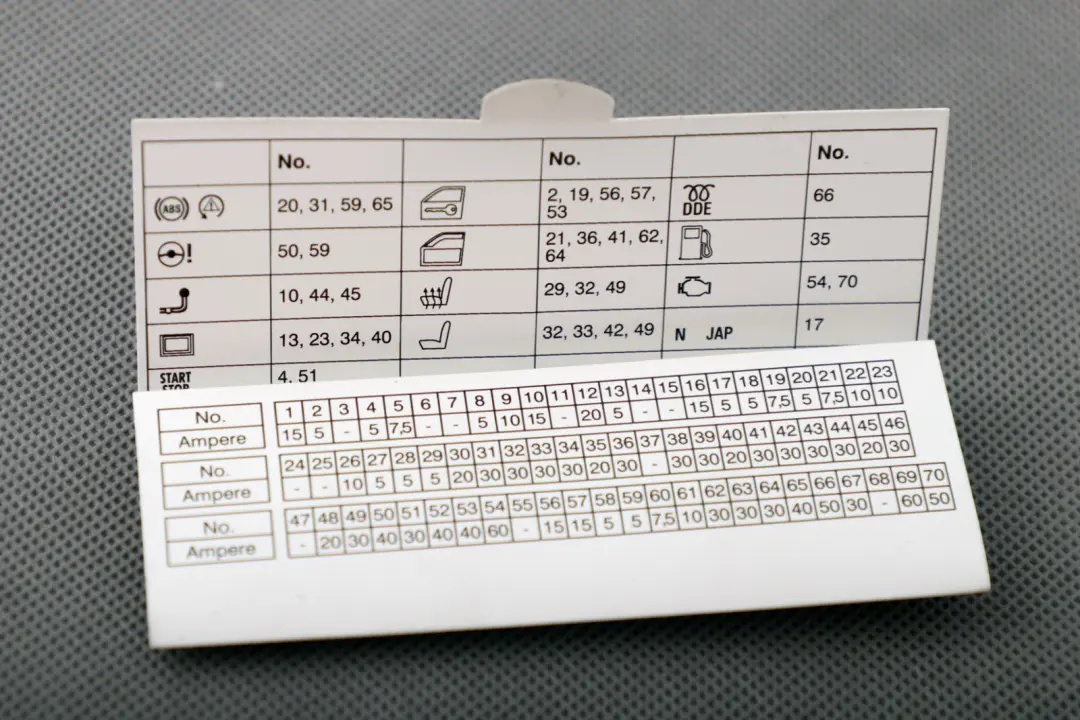 No. No. No.
ABS 20, 31, 59, 65 2, 19, 56, 57, DDE 66
53
! 50, 59 21, 36, 41, 62, 35
64
10, 44, 45 29, 32, 49 54, 70
13, 23, 34, 40 32, 33, 42, 49 N JAP 17
START 4, 51
STOP
No. 1 2 3 4 5 6 7 8 9 10 11 12 13 14 15 16 17 18 19 20 21 22 23
Ampere 15 5 - 5 7,5 - - 5 10 15 - 20 5 - - 15 5 5 7,5 5 7,5 10 10
No. 24 25 26 27 28 29 30 31 32 33 34 35 36 37 38 39 40 41 42 43 44 45 46
Ampere - - 10 5 5 5 20 30 30 30 30 20 30 - 30 30 20 30 30 30 30 20 30
No. 47 48 49 50 51 52 53 54 55 56 57 58 59 60 61 62 63 64 65 66 67 68 69 70
Ampere - 20 30 40 30 40 40 60 - 15 15 5 5 7,5 10 30 30 30 40 50 30 - 60 50